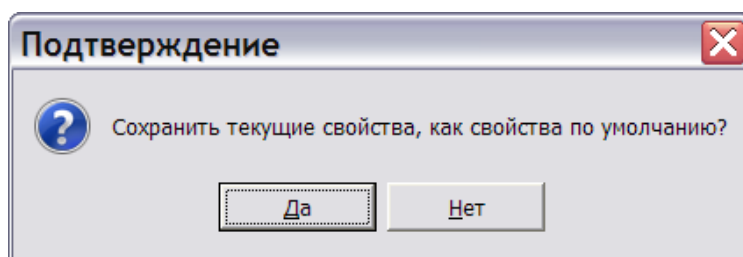 Подтверждение
Сохранить текущие свойства, как свойства по умолчанию?
Да Нет